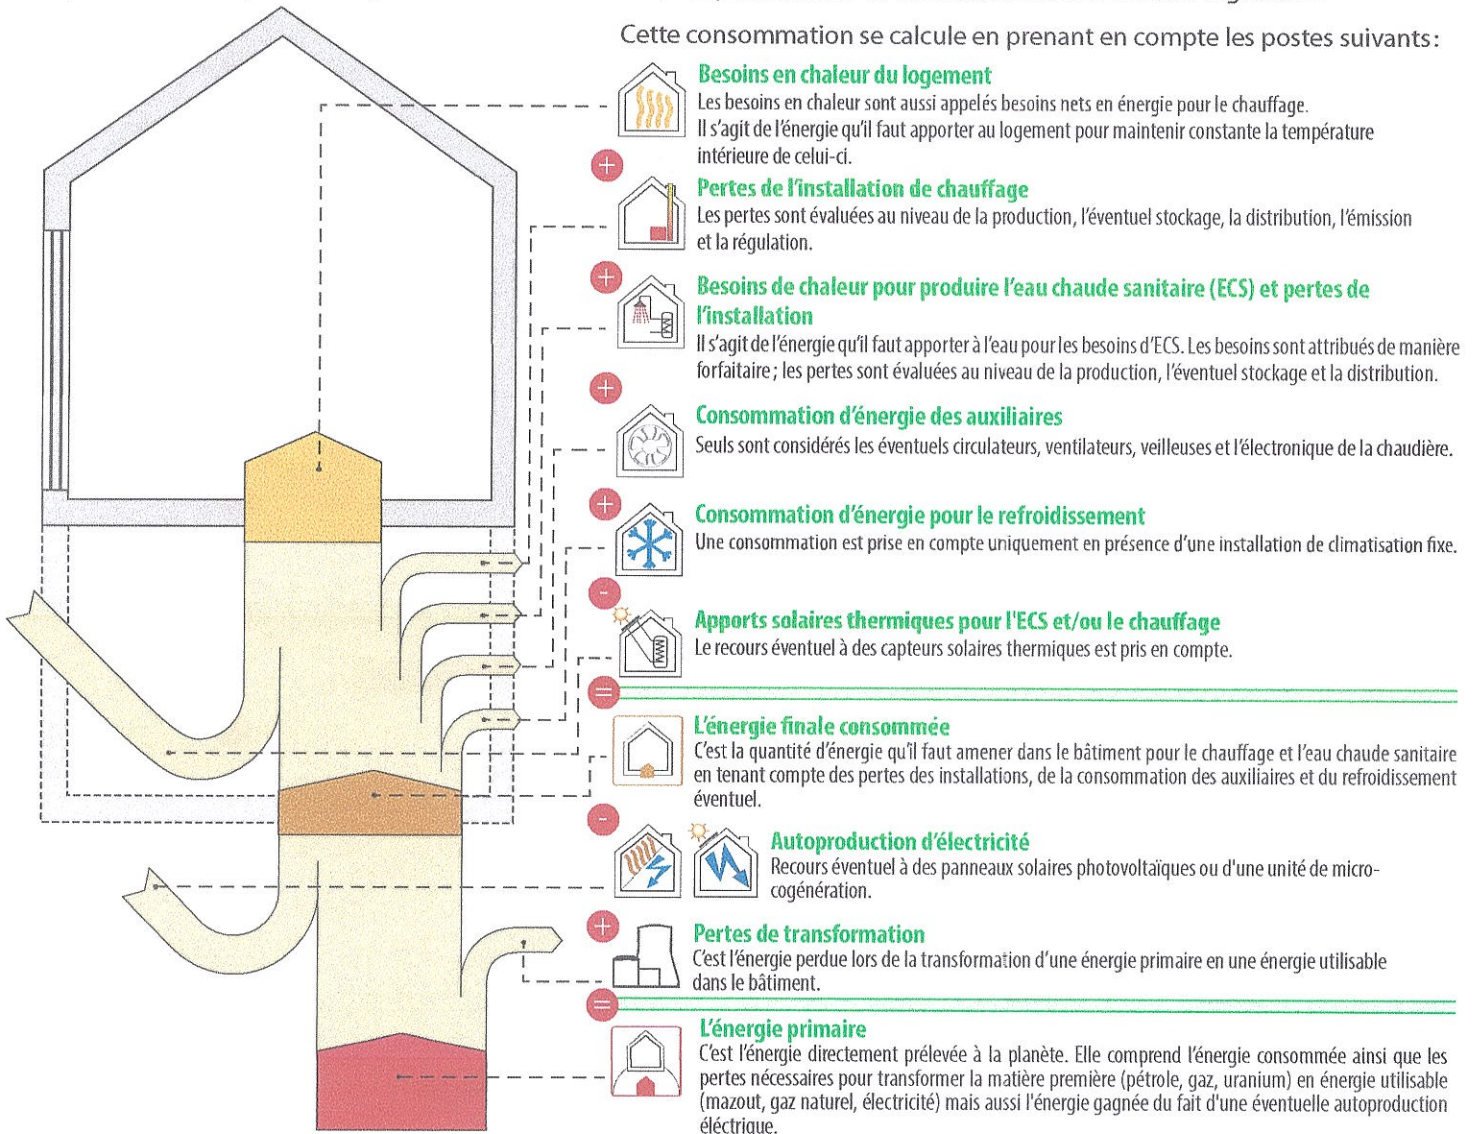 Cette consommation se calcule en prenant en compte les postes suivants:
Besoins en chaleur du logement
Les besoins en chaleur sont aussi appelés besoins nets en énergie pour le chauffage.
Il s'agit de l'énergie qu'il faut apporter au logement pour maintenir constante la température
intérieure de celui-ci.
+
Pertes de l'installation de chauffage
Les pertes sont évaluées au niveau de la production, l'éventuel stockage, la distribution, l'émission
et la régulation.
+
Besoins de chaleur pour produire l'eau chaude sanitaire (ECS) et pertes de
l'installation
Il s'agit de l'énergie qu'il faut apporter à l'eau pour les besoins d'ECS. Les besoins sont attribués de manière
forfaitaire ; les pertes sont évaluées au niveau de la production, l'éventuel stockage et la distribution.
+
Consommation d'énergie des auxiliaires
Seuls sont considérés les éventuels circulateurs, ventilateurs, veilleuses et l'électronique de la chaudière.
+
Consommation d'énergie pour le refroidissement
Une consommation est prise en compte uniquement en présence d'une installation de climatisation fixe.
-
Apports solaires thermiques pour l'ECS et/ou le chauffage
Le recours éventuel à des capteurs solaires thermiques est pris en compte.
=
L'énergie finale consommée
C'est la quantité d'énergie qu'il faut amener dans le bâtiment pour le chauffage et l'eau chaude sanitaire
en tenant compte des pertes des installations, de la consommation des auxiliaires et du refroidissement
éventuel.
-
Autoproduction d'électricité
Recours éventuel à des panneaux solaires photovoltaïques ou d'une unité de micro-
cogénération.
+
Pertes de transformation
C'est l'énergie perdue lors de la transformation d'une énergie primaire en une énergie utilisable
dans le bâtiment.
=
L'énergie primaire
C'est l'énergie directement prélevée à la planète. Elle comprend l'énergie consommée ainsi que les
pertes nécessaires pour transformer la matière première (pétrole, gaz, uranium) en énergie utilisable
(mazout, gaz naturel, électricité) mais aussi l'énergie gagnée du fait d'une éventuelle autoproduction
éléctrique.